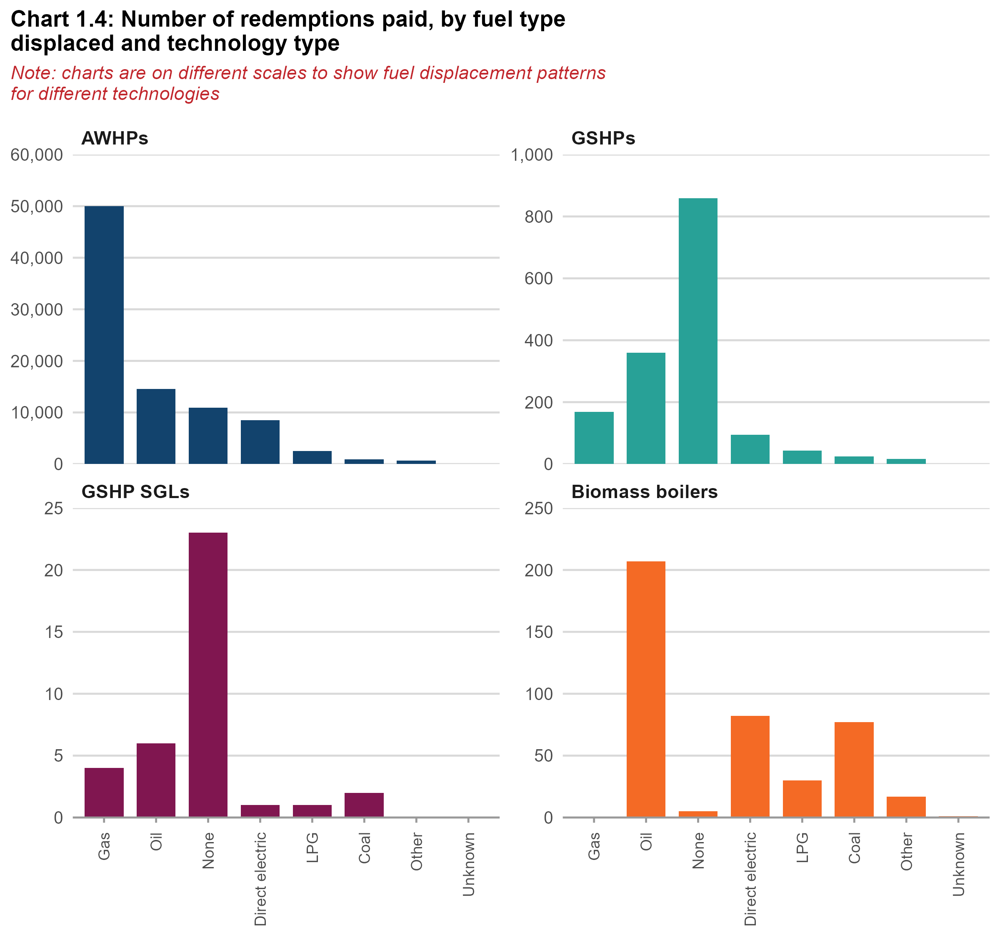 Chart 1.4: Number of redemptions paid, by fuel type
displaced and technology type
Note: charts are on different scales to show fuel displacement patterns
for different technologies
AWHPs
60,000
50,000
40,000
30,000
20,000
10,000
0
GSHPs
1,000
800
600
400
200
0
GSHP SGLs
25
20
15
10
5
0
Gas
Oil
None
Direct electric
LPG
Coal
Other
Unknown
Biomass boilers
250
200
150
100
50
0
Gas
Oil
None
Direct electric
LPG
Coal
Other
Unknown